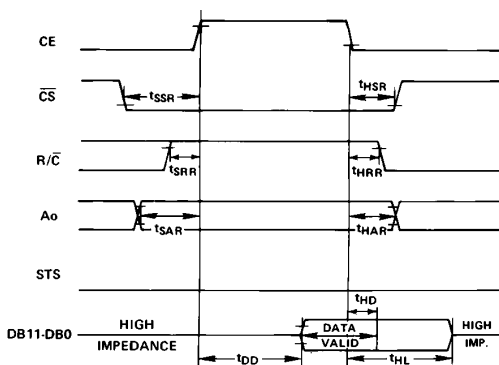 CE
C̅S̅ tSSR tHSR
R/C̅ tSRR tHRR
Ao tSAR tHAR
STS
tHD
DB11-DB0 HIGH IMPEDANCE DATA VALID HIGH IMP.
tDD tHL